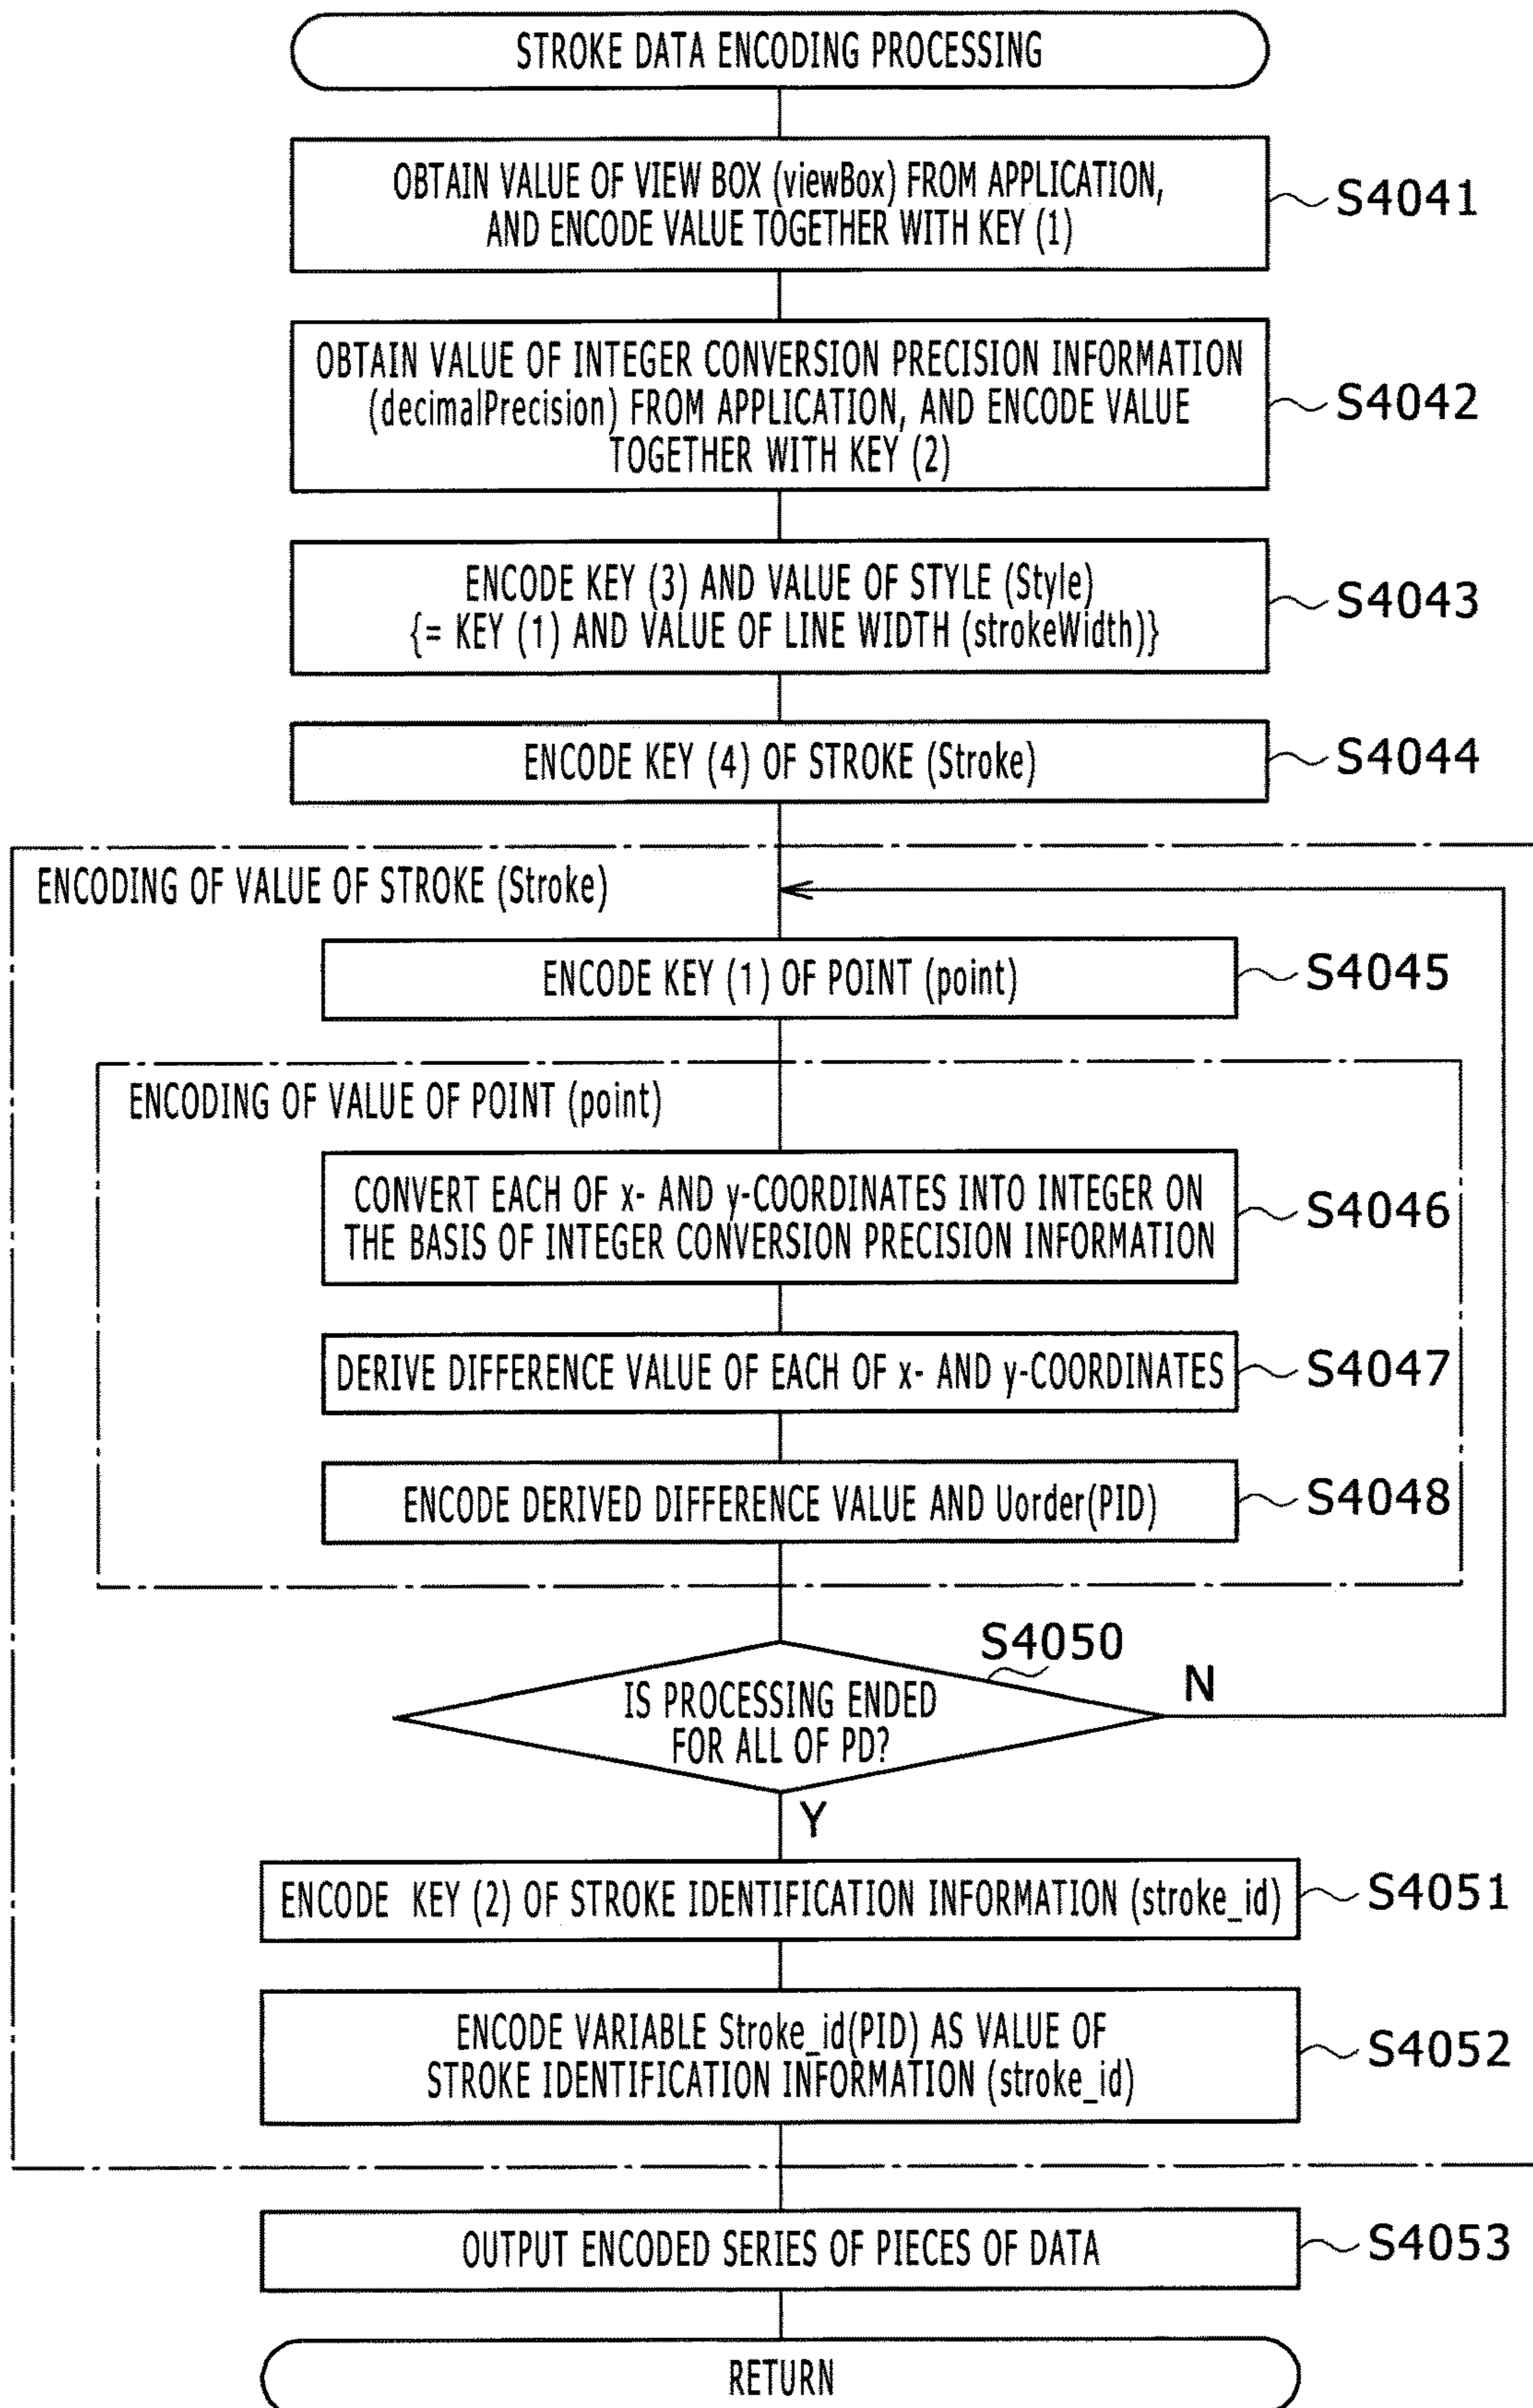 STROKE DATA ENCODING PROCESSING
OBTAIN VALUE OF VIEW BOX (viewBox) FROM APPLICATION,
AND ENCODE VALUE TOGETHER WITH KEY (1)
S4041
OBTAIN VALUE OF INTEGER CONVERSION PRECISION INFORMATION
(decimalPrecision) FROM APPLICATION, AND ENCODE VALUE
TOGETHER WITH KEY (2)
S4042
ENCODE KEY (3) AND VALUE OF STYLE (Style)
{= KEY (1) AND VALUE OF LINE WIDTH (strokeWidth)}
S4043
ENCODE KEY (4) OF STROKE (Stroke)
S4044
ENCODING OF VALUE OF STROKE (Stroke)
ENCODE KEY (1) OF POINT (point)
S4045
ENCODING OF VALUE OF POINT (point)
CONVERT EACH OF x- AND y-COORDINATES INTO INTEGER ON
THE BASIS OF INTEGER CONVERSION PRECISION INFORMATION
S4046
DERIVE DIFFERENCE VALUE OF EACH OF x- AND y-COORDINATES
S4047
ENCODE DERIVED DIFFERENCE VALUE AND Uorder(PID)
S4048
S4050
IS PROCESSING ENDED
FOR ALL OF PD?
N
Y
ENCODE KEY (2) OF STROKE IDENTIFICATION INFORMATION (stroke_id)
S4051
ENCODE VARIABLE Stroke_id(PID) AS VALUE OF
STROKE IDENTIFICATION INFORMATION (stroke_id)
S4052
OUTPUT ENCODED SERIES OF PIECES OF DATA
S4053
RETURN